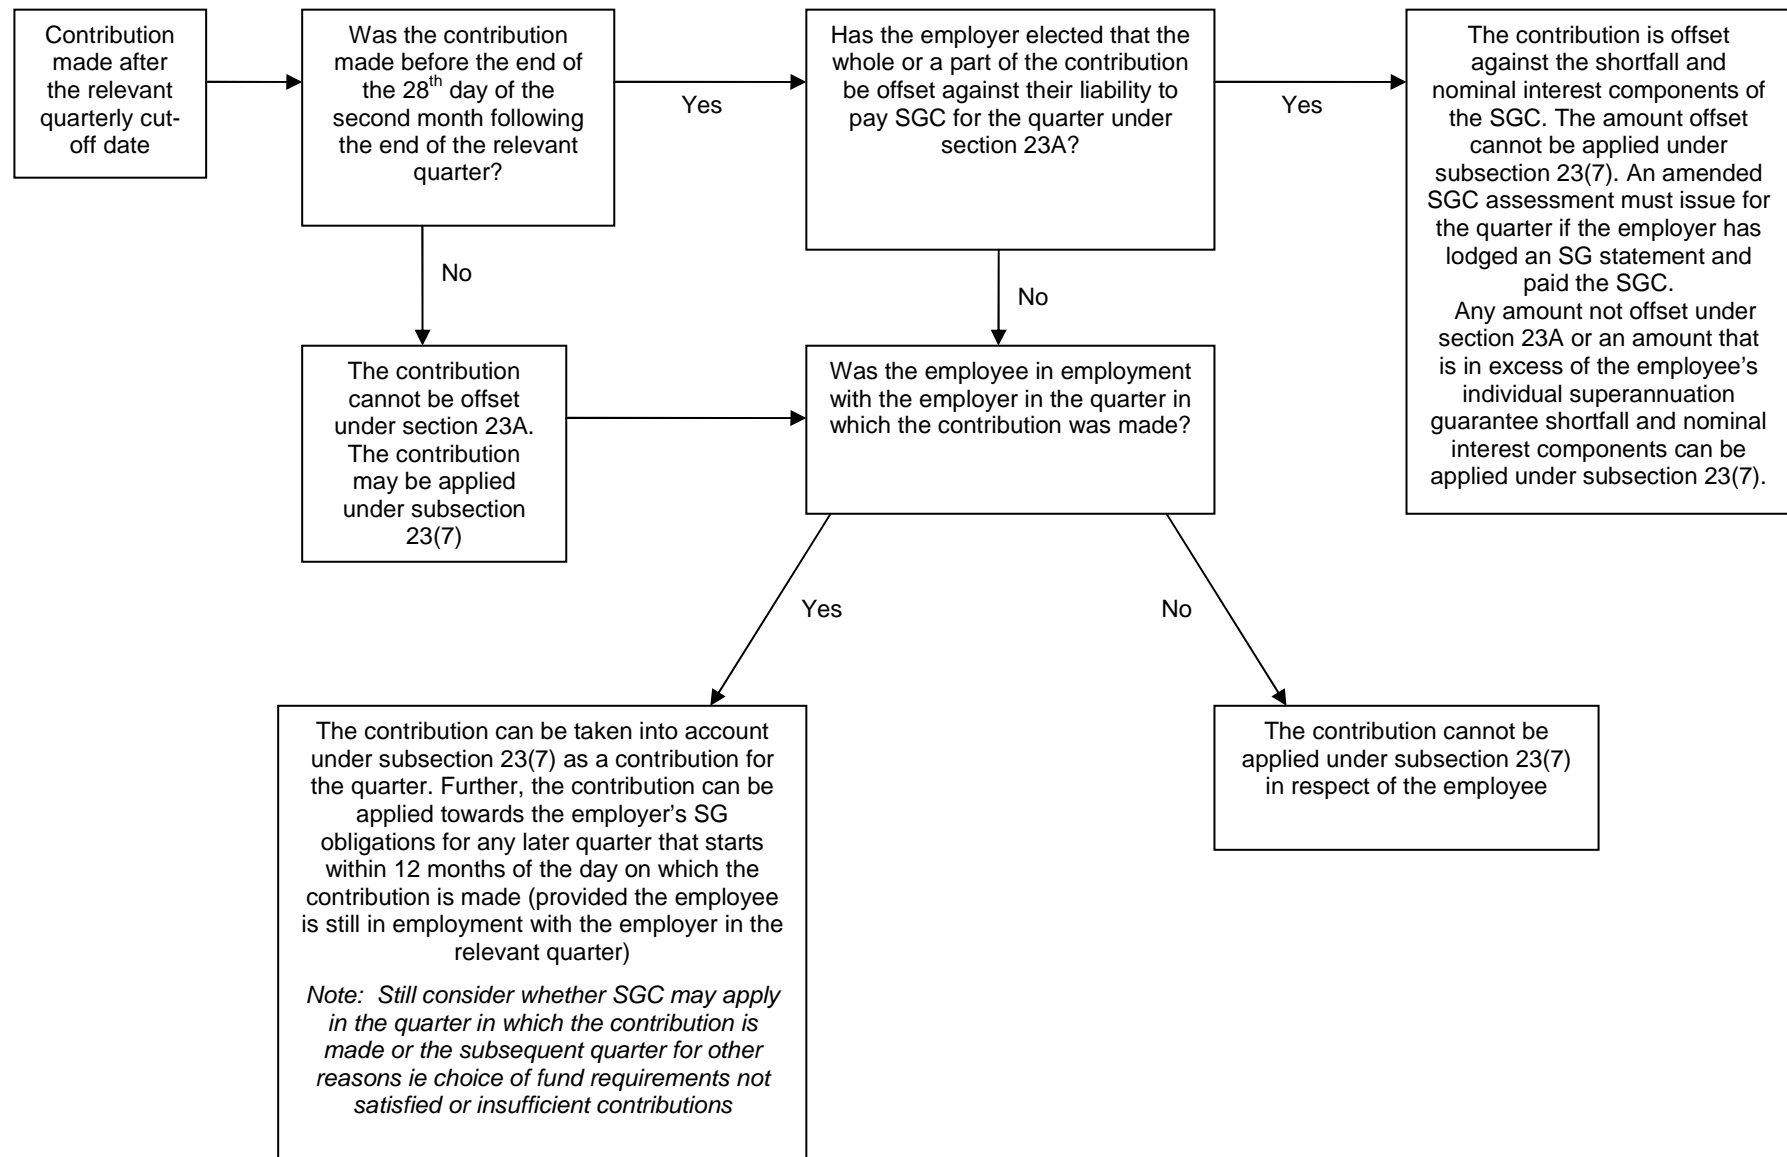 Contribution
made after
the relevant
quarterly cut-
off date
Was the contribution
made before the end of
the 28th day of the
second month following
the end of the relevant
quarter?
Yes
Has the employer elected that the
whole or a part of the contribution
be offset against their liability to
pay SGC for the quarter under
section 23A?
Yes
The contribution is offset
against the shortfall and
nominal interest components of
the SGC. The amount offset
cannot be applied under
subsection 23(7). An amended
SGC assessment must issue for
the quarter if the employer has
lodged an SG statement and
paid the SGC.
Any amount not offset under
section 23A or an amount that
is in excess of the employee’s
individual superannuation
guarantee shortfall and nominal
interest components can be
applied under subsection 23(7).
No
No
The contribution
cannot be offset
under section 23A.
The contribution
may be applied
under subsection
23(7)
Was the employee in employment
with the employer in the quarter in
which the contribution was made?
Yes
No
The contribution can be taken into account
under subsection 23(7) as a contribution for
the quarter. Further, the contribution can be
applied towards the employer’s SG
obligations for any later quarter that starts
within 12 months of the day on which the
contribution is made (provided the employee
is still in employment with the employer in the
relevant quarter)
Note: Still consider whether SGC may apply
in the quarter in which the contribution is
made or the subsequent quarter for other
reasons ie choice of fund requirements not
satisfied or insufficient contributions
The contribution cannot be
applied under subsection 23(7)
in respect of the employee